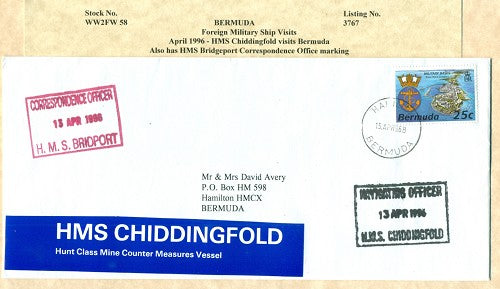 Stock No.
WW2FW 58
BERMUDA
Listing No.
3767
Foreign Military Ship Visits
April 1996 - HMS Chiddingfold visits Bermuda
Also has HMS Bridgeport Correspondence Office marking
CORRESPONDENCE OFFICER
13 APR 1996
H. M. S. BRIDPORT
Bermuda
25c
BERMUDA
Mr & Mrs David Avery
P.O. Box HM 598
Hamilton HMCX
BERMUDA
NAVIGATING OFFICER
13 APR 1996
H.M.S. CHIDDINGFOLD
HMS CHIDDINGFOLD
Hunt Class Mine Counter Measures Vessel